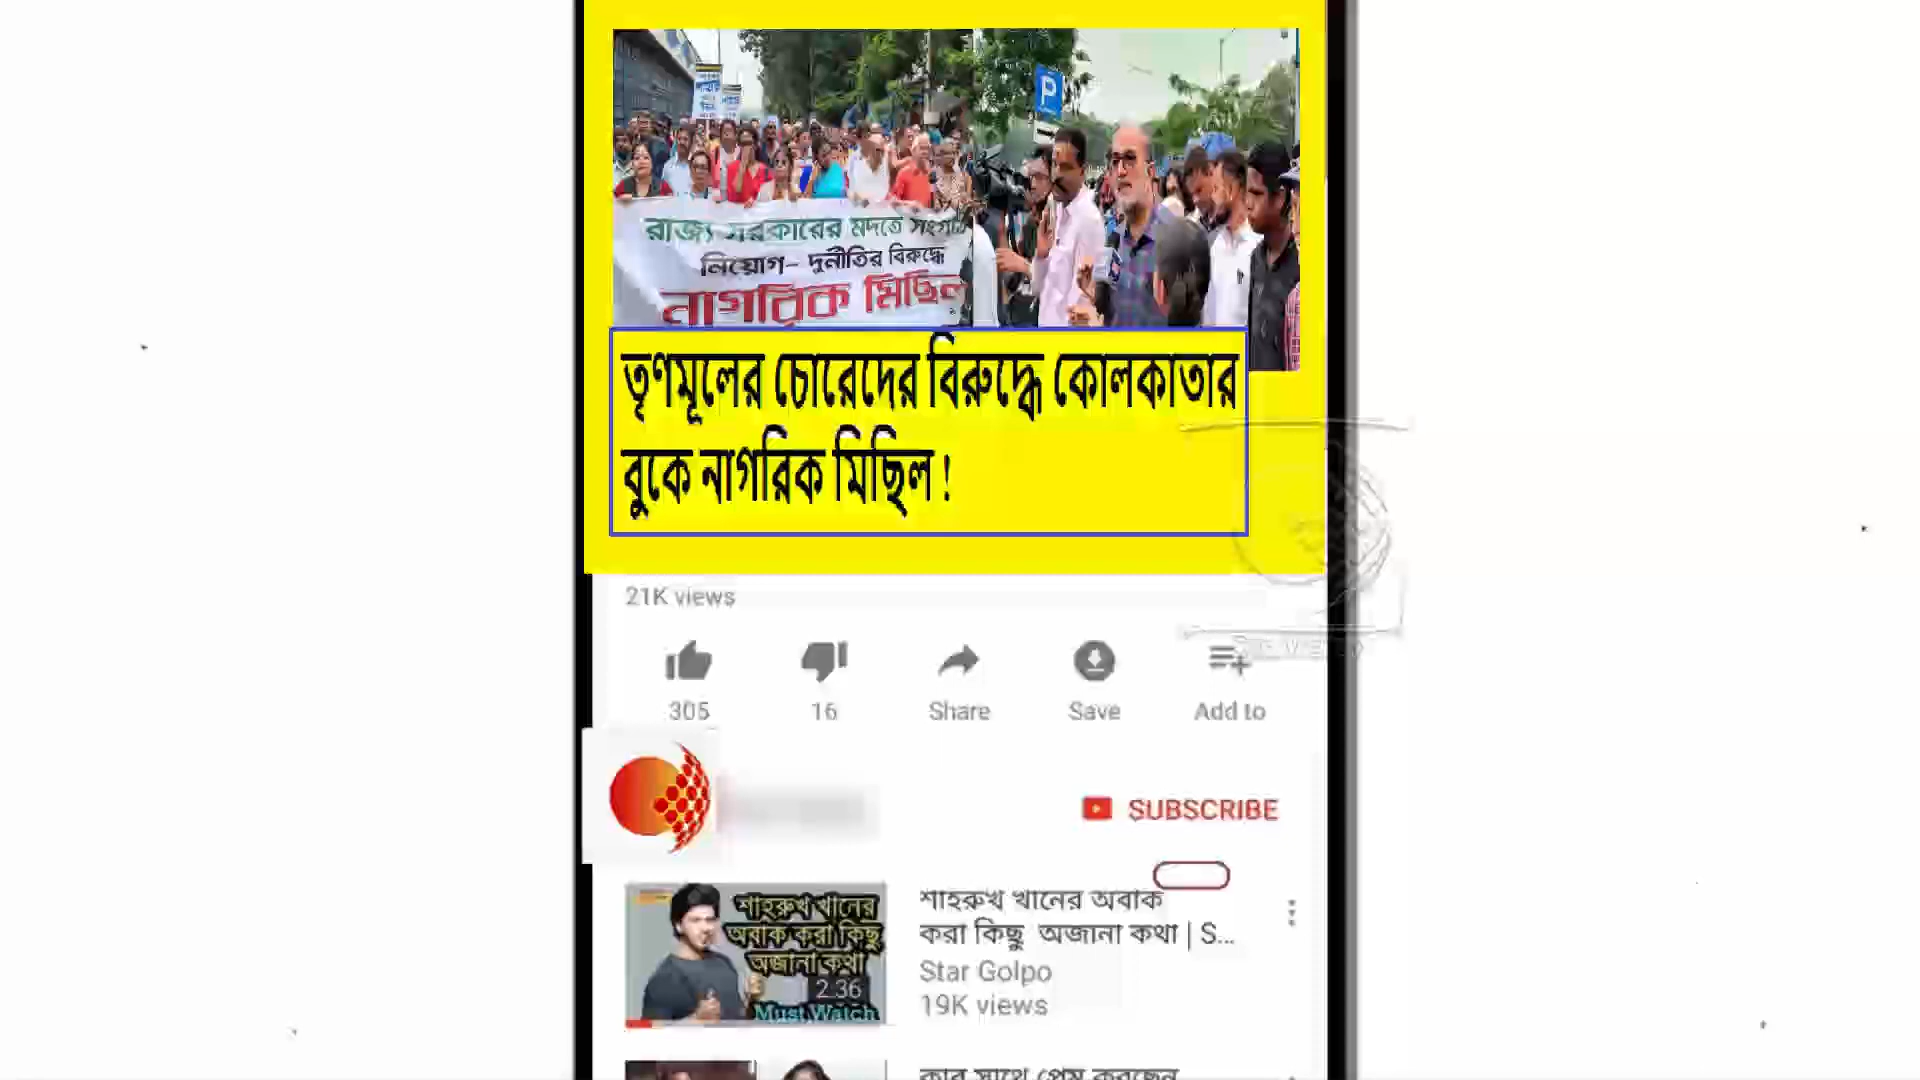 P
রাজ্য সরকারের মদতে
নিয়োগ- দুর্নীতির বিরুদ্ধে
নাগরিক মিছিল
তৃণমূলের চোরেদের বিরুদ্ধে কোলকাতার
বুকে নাগরিক মিছিল !
21K views
305
16
Share
Save
Add to
SUBSCRIBE
শাহরুখ খানের
অবাক করা কিছু
অজানা কথা
2.36
Must Watch
শাহরুখ খানের অবাক
করা কিছু অজানা কথা | S...
Star Golpo
19K views
কার সাথে প্রেম করছেন